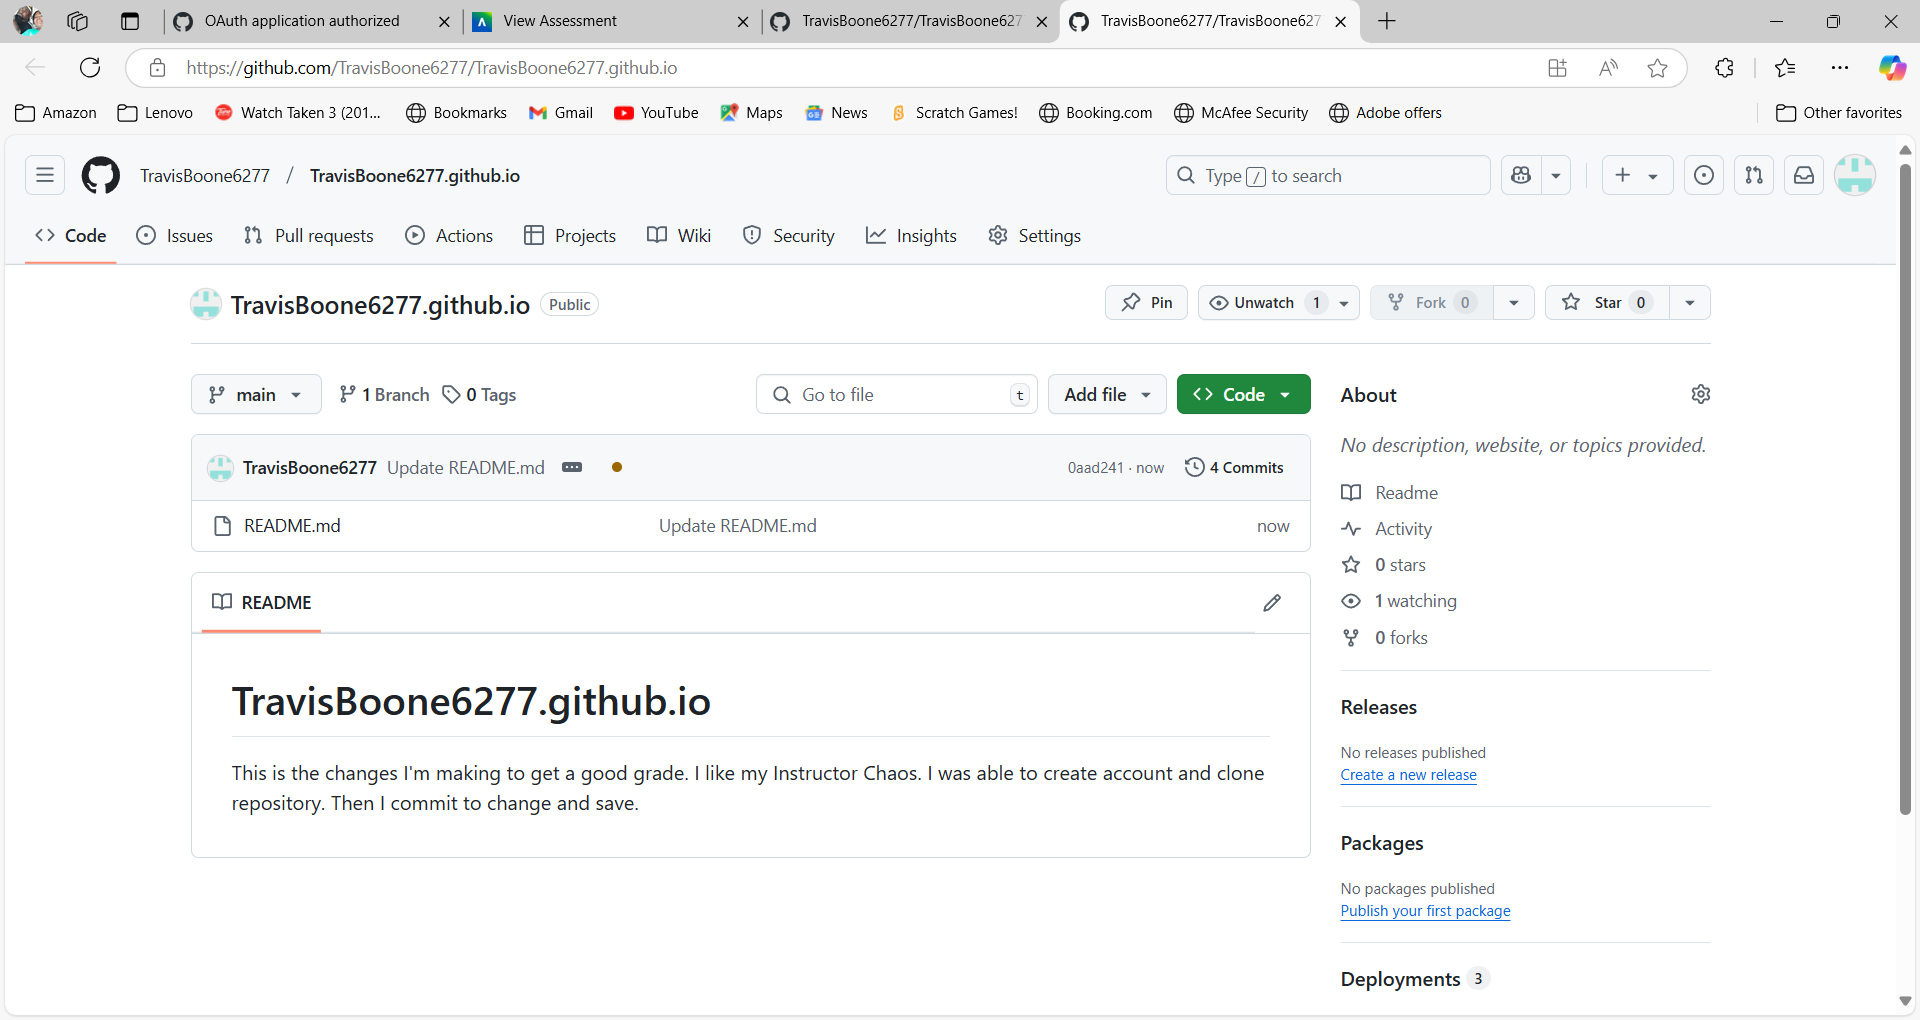 OAuth application authorized
View Assessment
TravisBoone6277/TravisBoone627
TravisBoone6277/TravisBoone627
https://github.com/TravisBoone6277/TravisBoone6277.github.io
Amazon
Lenovo
Watch Taken 3 (201...
Bookmarks
Gmail
YouTube
Maps
News
Scratch Games!
Booking.com
McAfee Security
Adobe offers
Other favorites
TravisBoone6277 / TravisBoone6277.github.io
Type / to search
Code
Issues
Pull requests
Actions
Projects
Wiki
Security
Insights
Settings
TravisBoone6277.github.io Public
Pin
Unwatch 1
Fork 0
Star 0
main
1 Branch
0 Tags
Go to file t
Add file
Code
TravisBoone6277 Update README.md
0aad241 · now
4 Commits
README.md
Update README.md
now
README
TravisBoone6277.github.io
This is the changes I'm making to get a good grade. I like my Instructor Chaos. I was able to create account and clone
repository. Then I commit to change and save.
About
No description, website, or topics provided.
Readme
Activity
0 stars
1 watching
0 forks
Releases
No releases published
Create a new release
Packages
No packages published
Publish your first package
Deployments 3